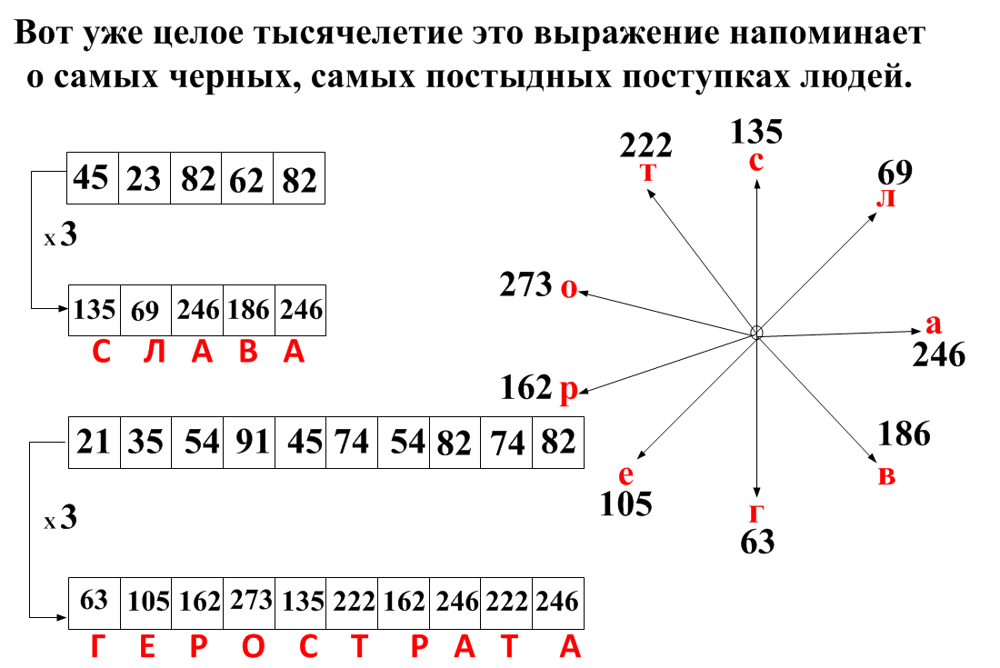 Вот уже целое тысячелетие это выражение напоминает
о самых черных, самых постыдных поступках людей.
45 23 82 62 82
x 3
135 69 246 186 246
С Л А В А
21 35 54 91 45 74 54 82 74 82
x 3
63 105 162 273 135 222 162 246 222 246
Г Е Р О С Т Р А Т А
222
т
135
с
69
л
273 о
а
246
162 р
186
в
е
105
г
63